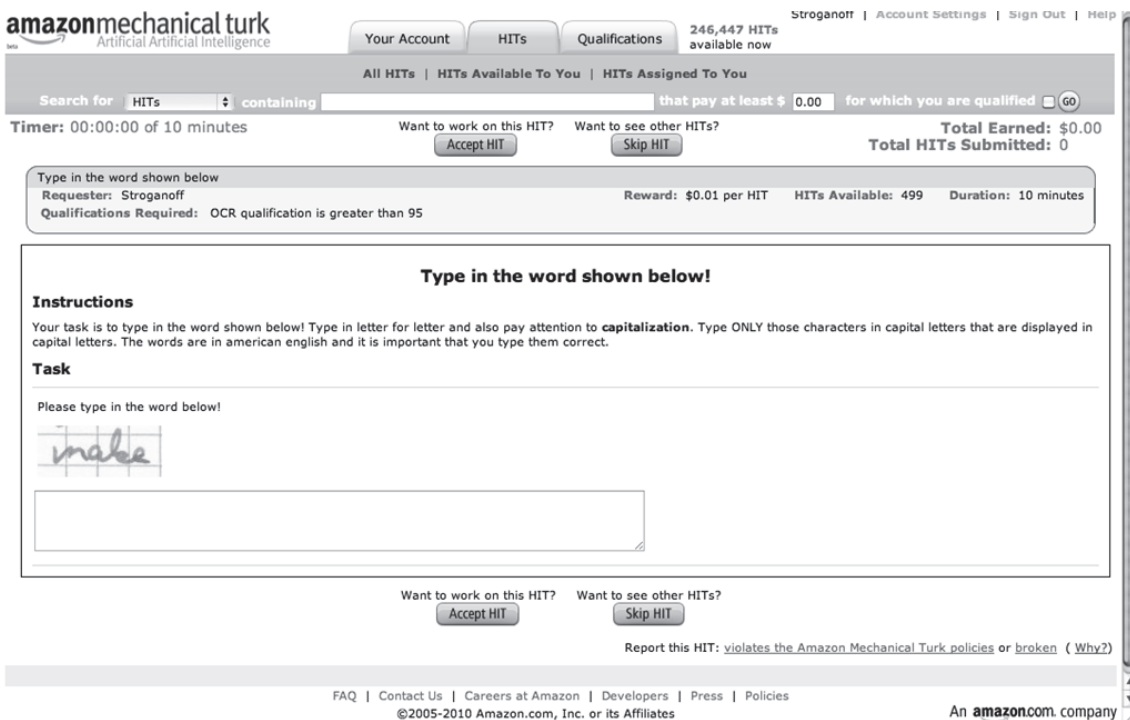 amazonmechanical turk
beta
Artificial Artificial Intelligence
Your Account
HITs
Qualifications
246,447 HITs
available now
Stroganoff | Account Settings | Sign Out | Help
All HITs | HITs Available To You | HITs Assigned To You
Search for HITs containing that pay at least $ 0.00 for which you are qualified GO
Timer: 00:00:00 of 10 minutes
Want to work on this HIT? Want to see other HITs?
Accept HIT Skip HIT
Total Earned: $0.00
Total HITs Submitted: 0
Type in the word shown below
Requester: Stroganoff Reward: $0.01 per HIT HITs Available: 499 Duration: 10 minutes
Qualifications Required: OCR qualification is greater than 95
Type in the word shown below!
Instructions
Your task is to type in the word shown below! Type in letter for letter and also pay attention to capitalization. Type ONLY those characters in capital letters that are displayed in
capital letters. The words are in american english and it is important that you type them correct.
Task
Please type in the word below!
make
Want to work on this HIT? Want to see other HITs?
Accept HIT Skip HIT
Report this HIT: violates the Amazon Mechanical Turk policies or broken ( Why?)
FAQ | Contact Us | Careers at Amazon | Developers | Press | Policies
©2005-2010 Amazon.com, Inc. or its Affiliates
An amazon.com. company